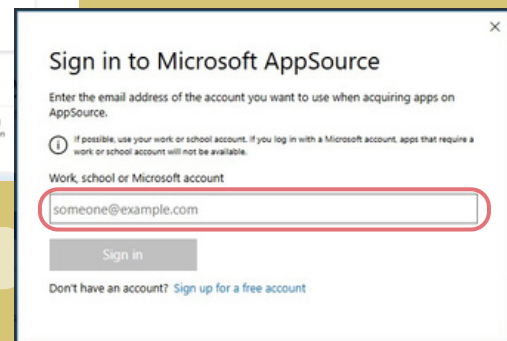 Sign in to Microsoft AppSource
Enter the email address of the account you want to use when acquiring apps on
AppSource.
If possible, use your work or school account. If you log in with a Microsoft account, apps that require a
work or school account will not be available.
Work, school or Microsoft account
someone@example.com
Sign in
Don't have an account? Sign up for a free account